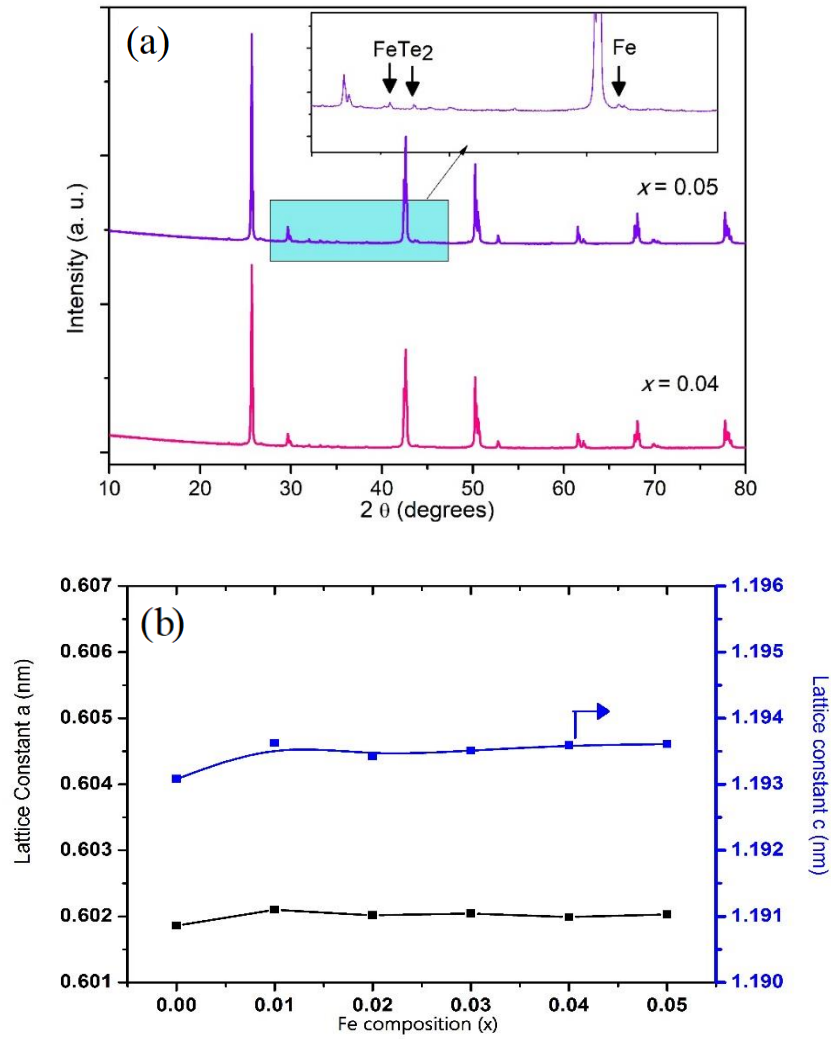 (a)
FeTe2
Fe
x = 0.05
x = 0.04
Intensity (a. u.)
10 20 30 40 50 60 70 80
2 θ (degrees)
(b)
0.607
0.606
0.605
0.604
0.603
0.602
0.601
Lattice Constant a (nm)
1.196
1.195
1.194
1.193
1.192
1.191
1.190
Lattice constant c (nm)
0.00 0.01 0.02 0.03 0.04 0.05
Fe composition (x)